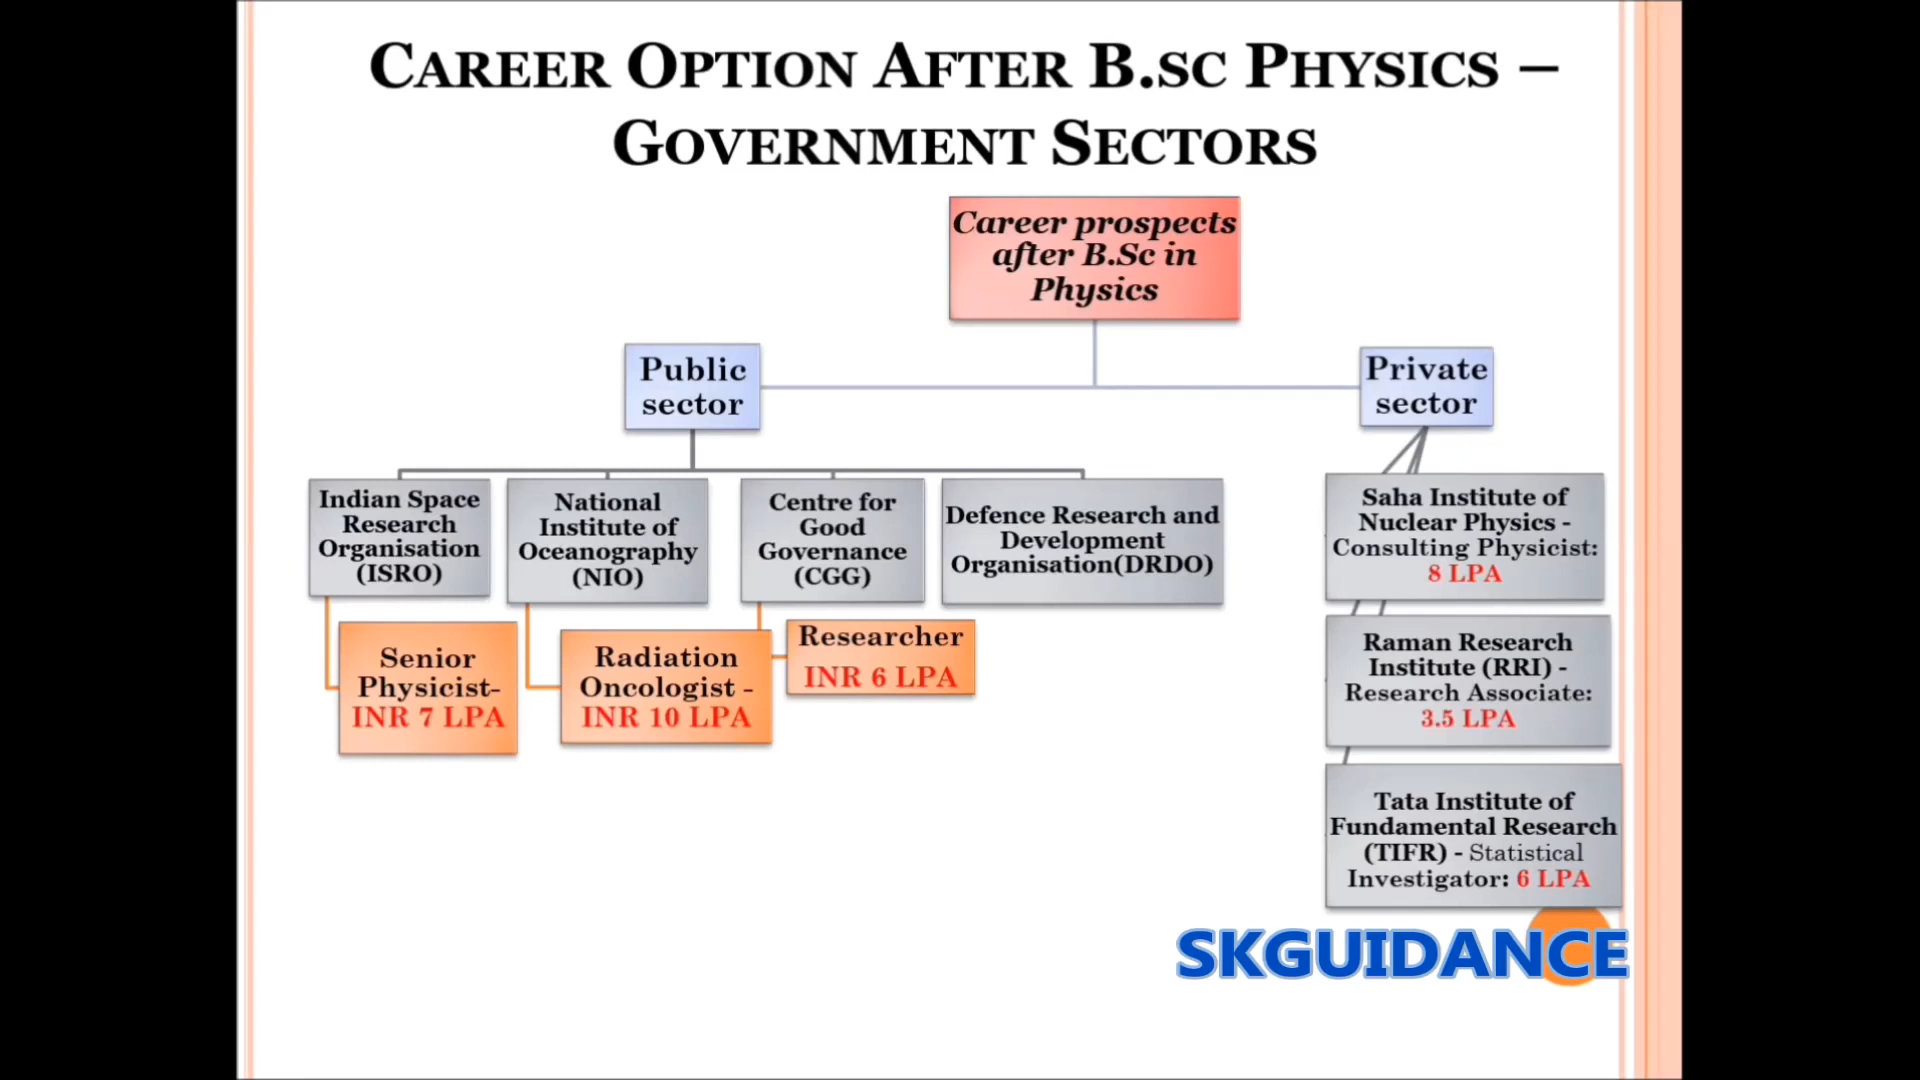 Career Option After B.sc Physics –
Government Sectors
Career prospects
after B.Sc in
Physics
Public
sector
Private
sector
Indian Space
Research
Organisation
(ISRO)
National
Institute of
Oceanography
(NIO)
Centre for
Good
Governance
(CGG)
Defence Research and
Development
Organisation(DRDO)
Senior
Physicist-
INR 7 LPA
Radiation
Oncologist -
INR 10 LPA
Researcher
INR 6 LPA
Saha Institute of
Nuclear Physics -
Consulting Physicist:
8 LPA
Raman Research
Institute (RRI) -
Research Associate:
3.5 LPA
Tata Institute of
Fundamental Research
(TIFR) - Statistical
Investigator: 6 LPA
SKGUIDANCE